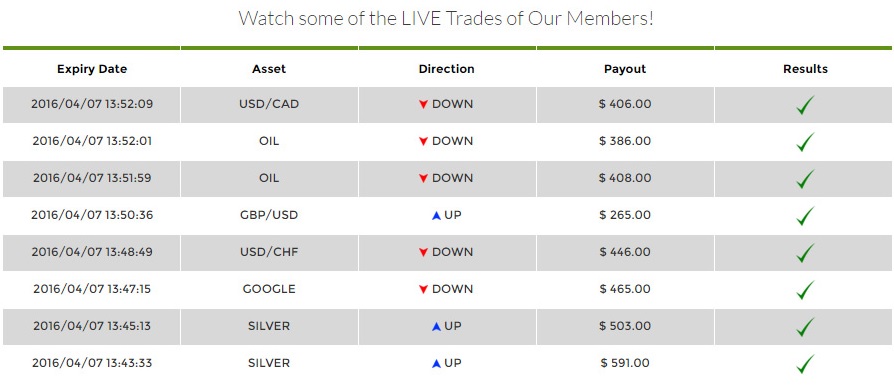 Watch some of the LIVE Trades of Our Members!
Expiry Date Asset Direction Payout Results
2016/04/07 13:52:09 USD/CAD DOWN $ 406.00
2016/04/07 13:52:01 OIL DOWN $ 386.00
2016/04/07 13:51:59 OIL DOWN $ 408.00
2016/04/07 13:50:36 GBP/USD UP $ 265.00
2016/04/07 13:48:49 USD/CHF DOWN $ 446.00
2016/04/07 13:47:15 GOOGLE DOWN $ 465.00
2016/04/07 13:45:13 SILVER UP $ 503.00
2016/04/07 13:43:33 SILVER UP $ 591.00